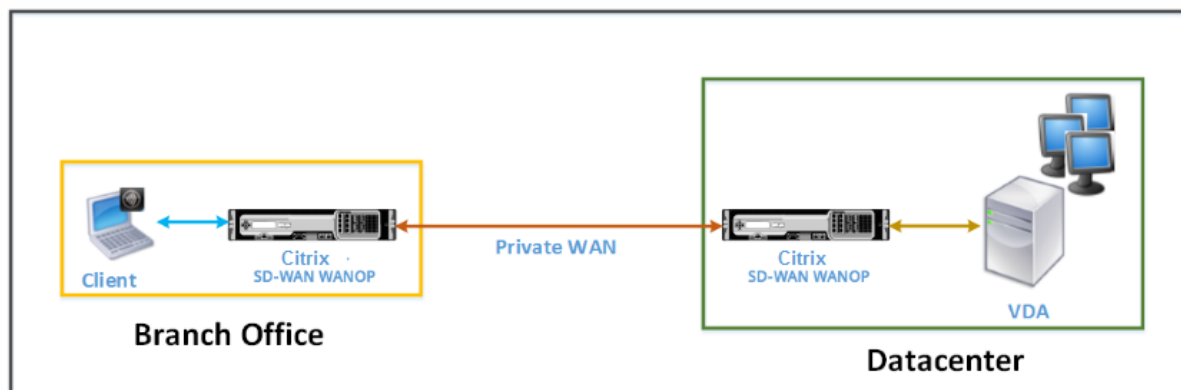 Client
Citrix
SD-WAN WANOP
Branch Office
Private WAN
Citrix
SD-WAN WANOP
VDA
Datacenter